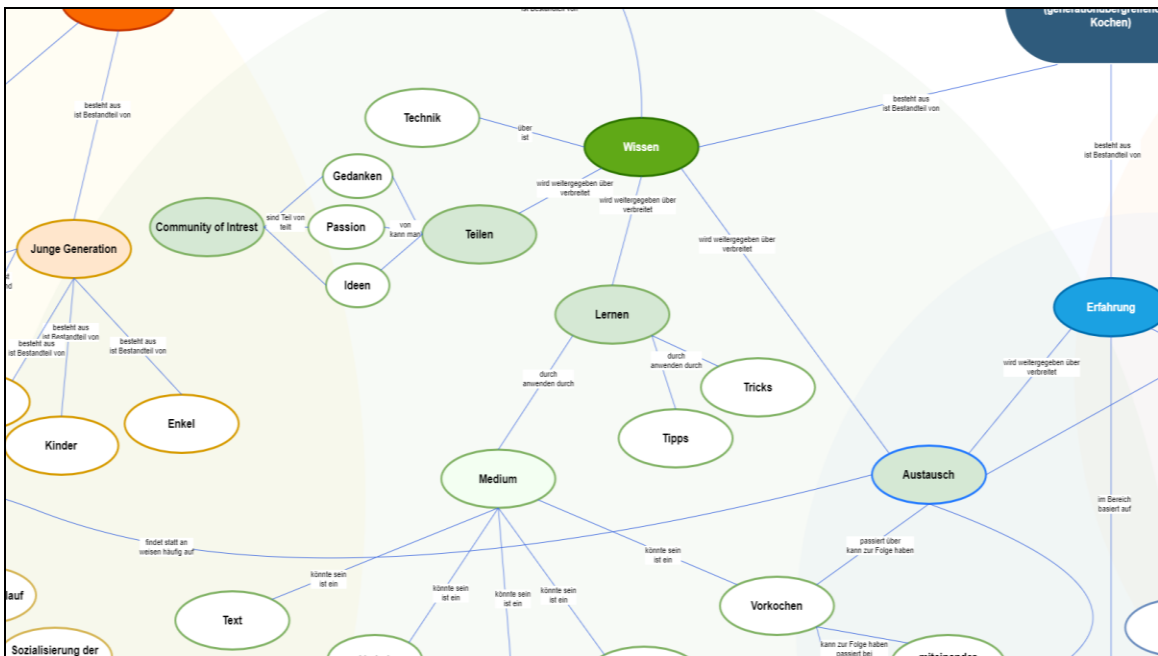 ist Bestandteil von
(generationübergreifendes
Kochen)
besteht aus
ist Bestandteil von
Technik
über
ist
Wissen
besteht aus
ist Bestandteil von
besteht aus
ist Bestandteil von
Gedanken
wird weitergegeben über
verbreitet
wird weitergegeben über
verbreitet
Community of Intrest
sind Teil von
teilt
Passion
von
kann man
Teilen
wird weitergegeben über
verbreitet
Junge Generation
Ideen
Lernen
Erfahrung
besteht aus
ist Bestandteil von
besteht aus
ist Bestandteil von
besteht aus
ist Bestandteil von
durch
anwenden durch
durch
anwenden durch
wird weitergegeben über
verbreitet
Tricks
Enkel
Kinder
Tipps
Medium
Austausch
im Bereich
basiert auf
findet statt an
weisen häufig auf
passiert über
kann zur Folge haben
könnte sein
ist ein
könnte sein
ist ein
könnte sein
ist ein
könnte sein
ist ein
könnte sein
ist ein
lauf
Text
Vorkochen
Sozialisierung der
kann zur Folge haben
passiert bei
miteinander